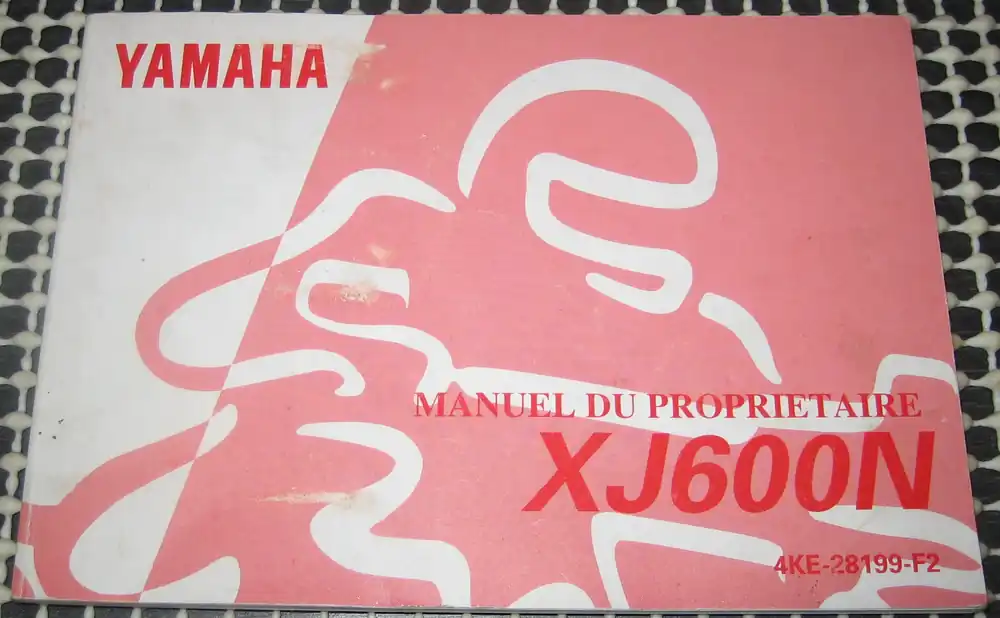 YAMAHA
MANUEL DU PROPRIETAIRE
XJ600N
4KE-28199-F2